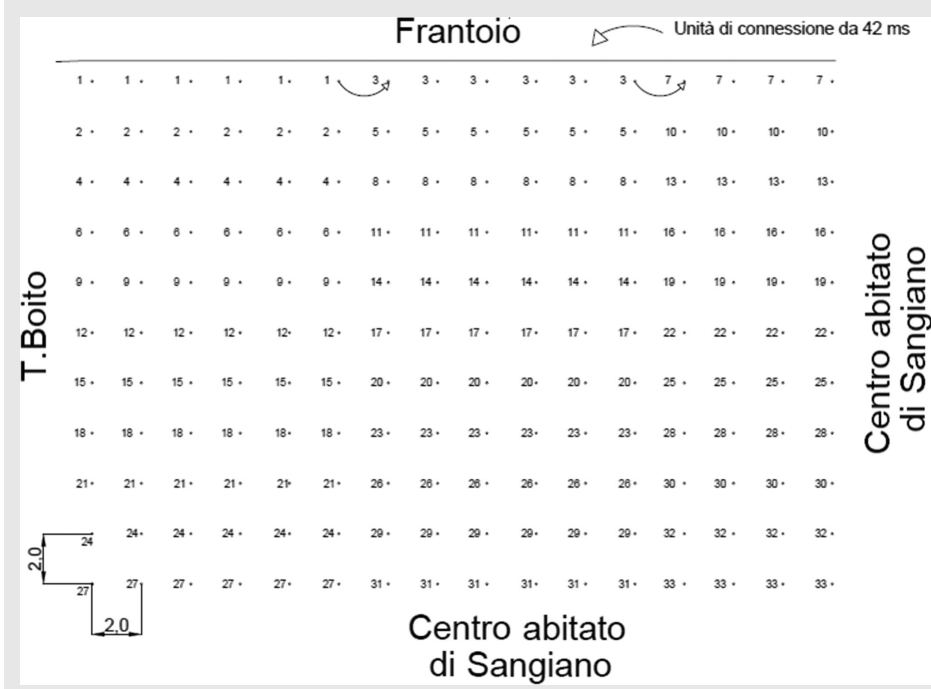 Frantoio
Unità di connessione da 42 ms
1 1 1 1 1 1 3 3 3 3 3 3 7 7 7 7
2 2 2 2 2 2 5 5 5 5 5 5 10 10 10 10
4 4 4 4 4 4 8 8 8 8 8 8 13 13 13 13
6 6 6 6 6 6 11 11 11 11 11 11 16 16 16 16
9 9 9 9 9 9 14 14 14 14 14 14 19 19 19 19
12 12 12 12 12 12 17 17 17 17 17 17 22 22 22 22
15 15 15 15 15 15 20 20 20 20 20 20 25 25 25 25
18 18 18 18 18 18 23 23 23 23 23 23 28 28 28 28
21 21 21 21 21 21 26 26 26 26 26 26 30 30 30 30
24 24 24 24 24 24 29 29 29 29 29 29 32 32 32 32
27 27 27 27 27 27 31 31 31 31 31 31 33 33 33 33
T.Boito
2,0
2,0
Centro abitato
di Sangiano
Centro abitato
di Sangiano